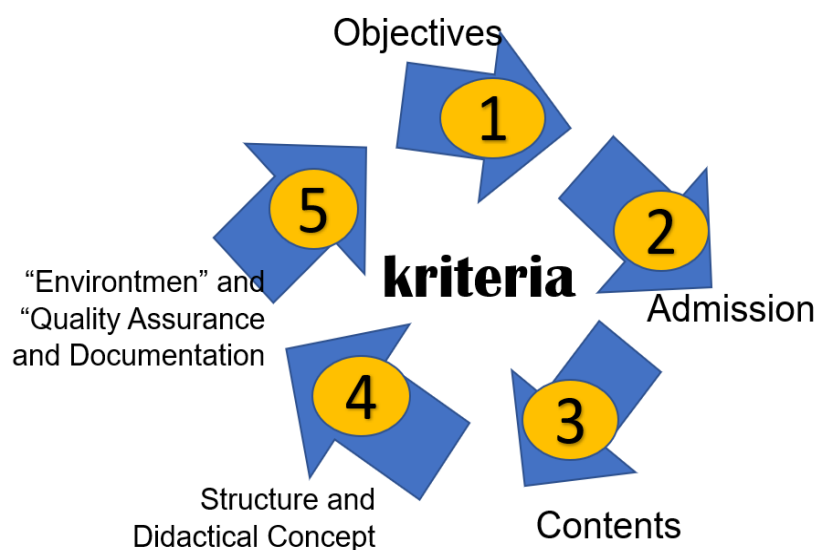 Objectives
1
2
Admission
3
Contents
4
Structure and
Didactical Concept
5
“Environtmen” and
“Quality Assurance
and Documentation
kriteria